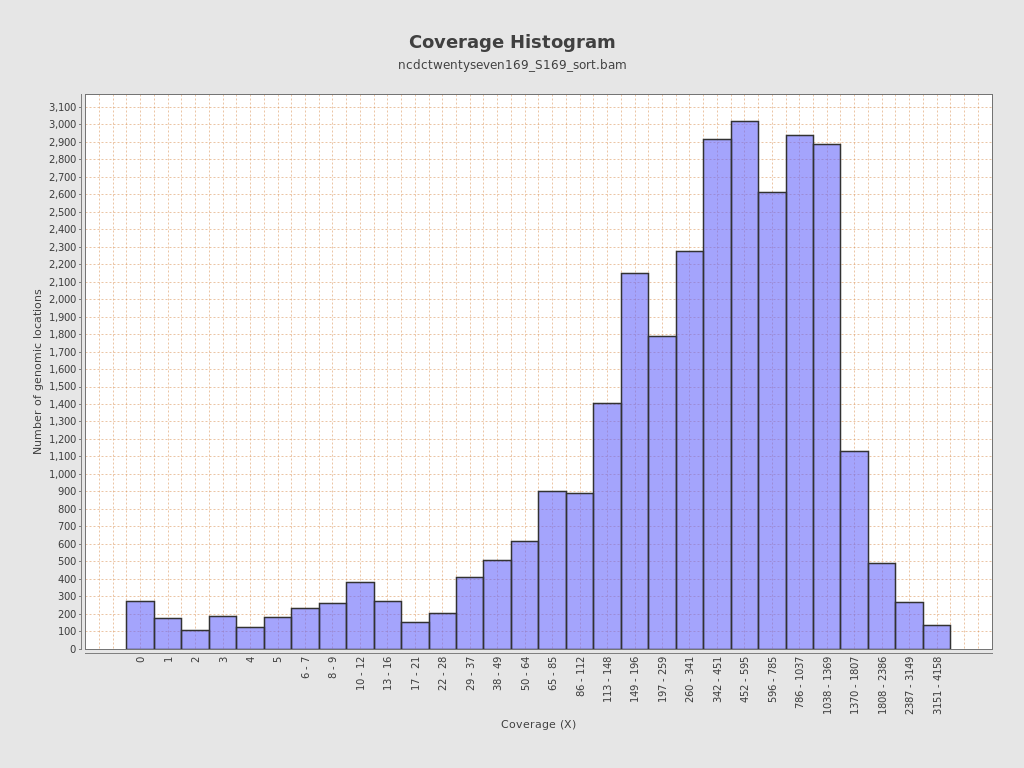 Coverage Histogram
ncdctwentyseven169_S169_sort.bam
Number of genomic locations
3,100
3,000
2,900
2,800
2,700
2,600
2,500
2,400
2,300
2,200
2,100
2,000
1,900
1,800
1,700
1,600
1,500
1,400
1,300
1,200
1,100
1,000
900
800
700
600
500
400
300
200
100
0
0
1
2
3
4
5
6 - 7
8 - 9
10 - 12
13 - 16
17 - 21
22 - 28
29 - 37
38 - 49
50 - 64
65 - 85
86 - 112
113 - 148
149 - 196
197 - 259
260 - 341
342 - 451
452 - 595
596 - 785
786 - 1037
1038 - 1369
1370 - 1807
1808 - 2386
2387 - 3149
3151 - 4158
Coverage (X)